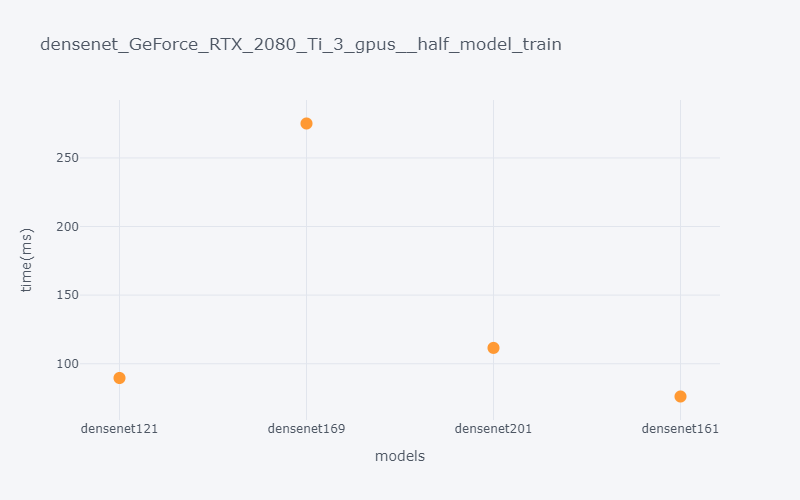 densenet_GeForce_RTX_2080_Ti_3_gpus__half_model_train
250
200
150
100
time(ms)
densenet121 densenet169 densenet201 densenet161
models